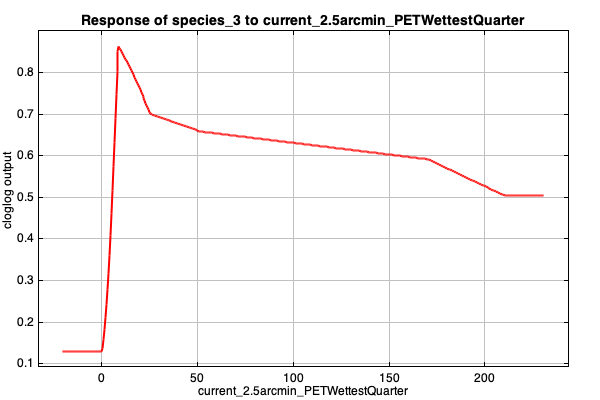 Response of species_3 to current_2.5arcmin_PETWettestQuarter
0.8
0.7
0.6
0.5
0.4
0.3
0.2
0.1
cloglog output
0 50 100 150 200
current_2.5arcmin_PETWettestQuarter